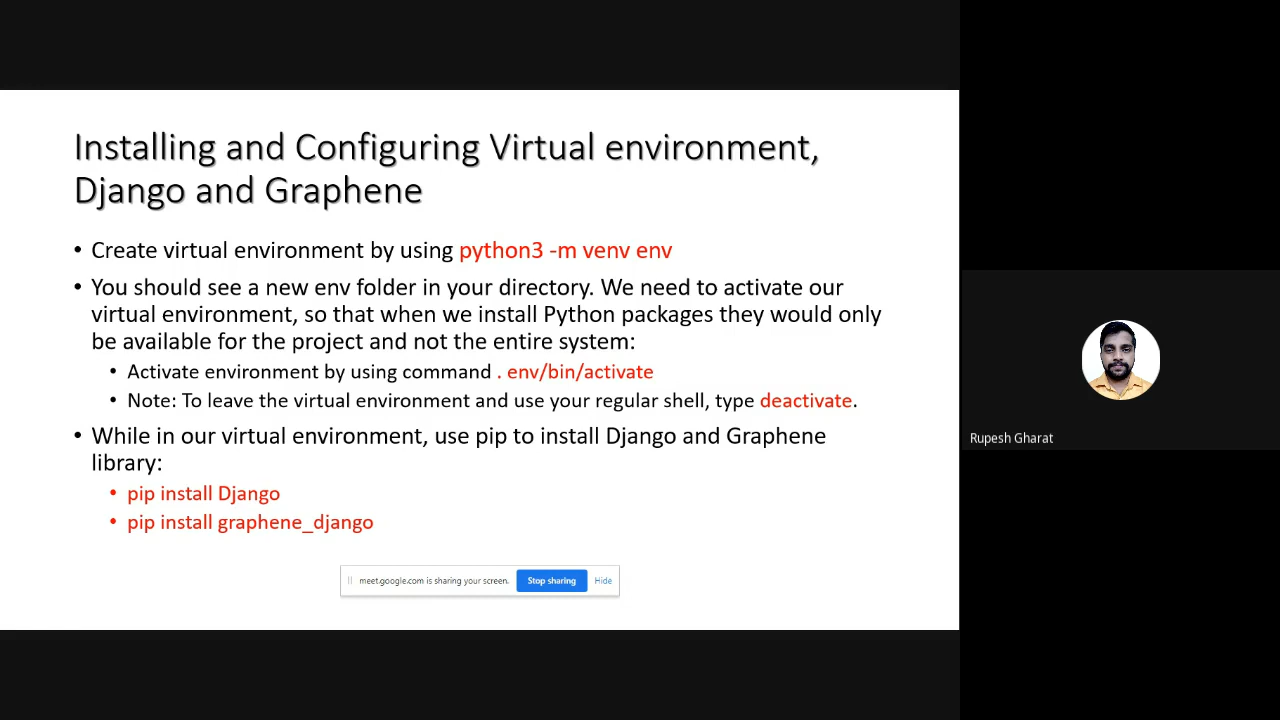 Installing and Configuring Virtual environment,
Django and Graphene
• Create virtual environment by using python3 -m venv env
• You should see a new env folder in your directory. We need to activate our
virtual environment, so that when we install Python packages they would only
be available for the project and not the entire system:
• Activate environment by using command . env/bin/activate
• Note: To leave the virtual environment and use your regular shell, type deactivate.
• While in our virtual environment, use pip to install Django and Graphene
library:
• pip install Django
• pip install graphene_django
meet.google.com is sharing your screen. Stop sharing Hide
Rupesh Gharat